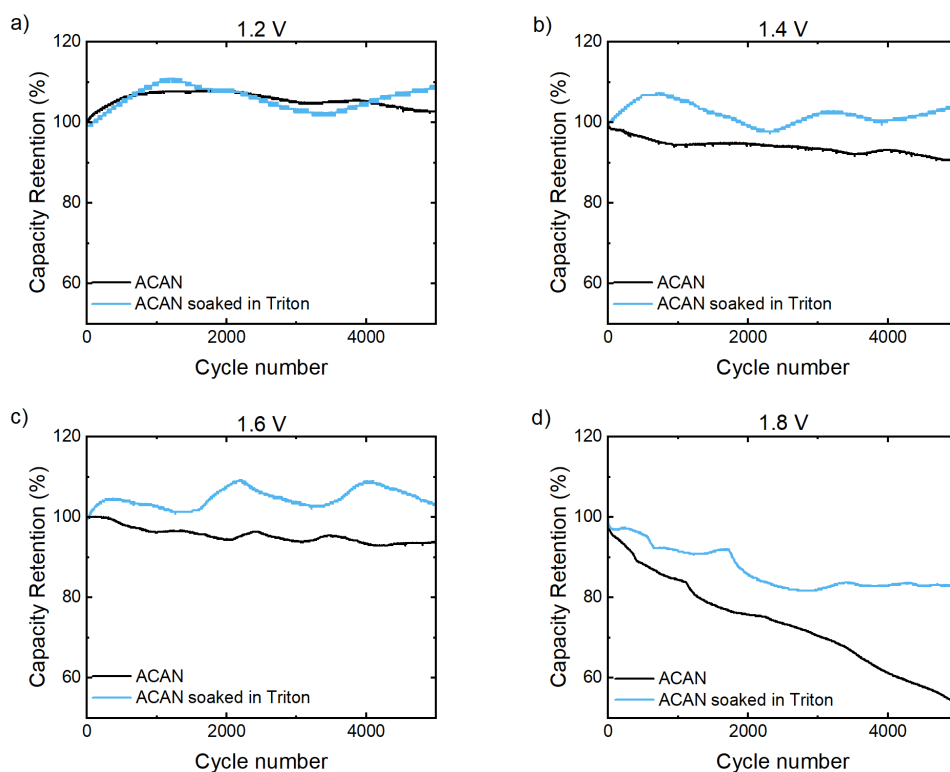 a)
1.2 V
120
100
80
60
Capacity Retention (%)
ACAN
ACAN soaked in Triton
0
2000
4000
Cycle number
b)
1.4 V
120
100
80
60
Capacity Retention (%)
ACAN
ACAN soaked in Triton
0
2000
4000
Cycle number
c)
1.6 V
120
100
80
60
Capacity Retention (%)
ACAN
ACAN soaked in Triton
0
2000
4000
Cycle number
d)
1.8 V
120
100
80
60
Capacity Retention (%)
ACAN
ACAN soaked in Triton
0
2000
4000
Cycle number